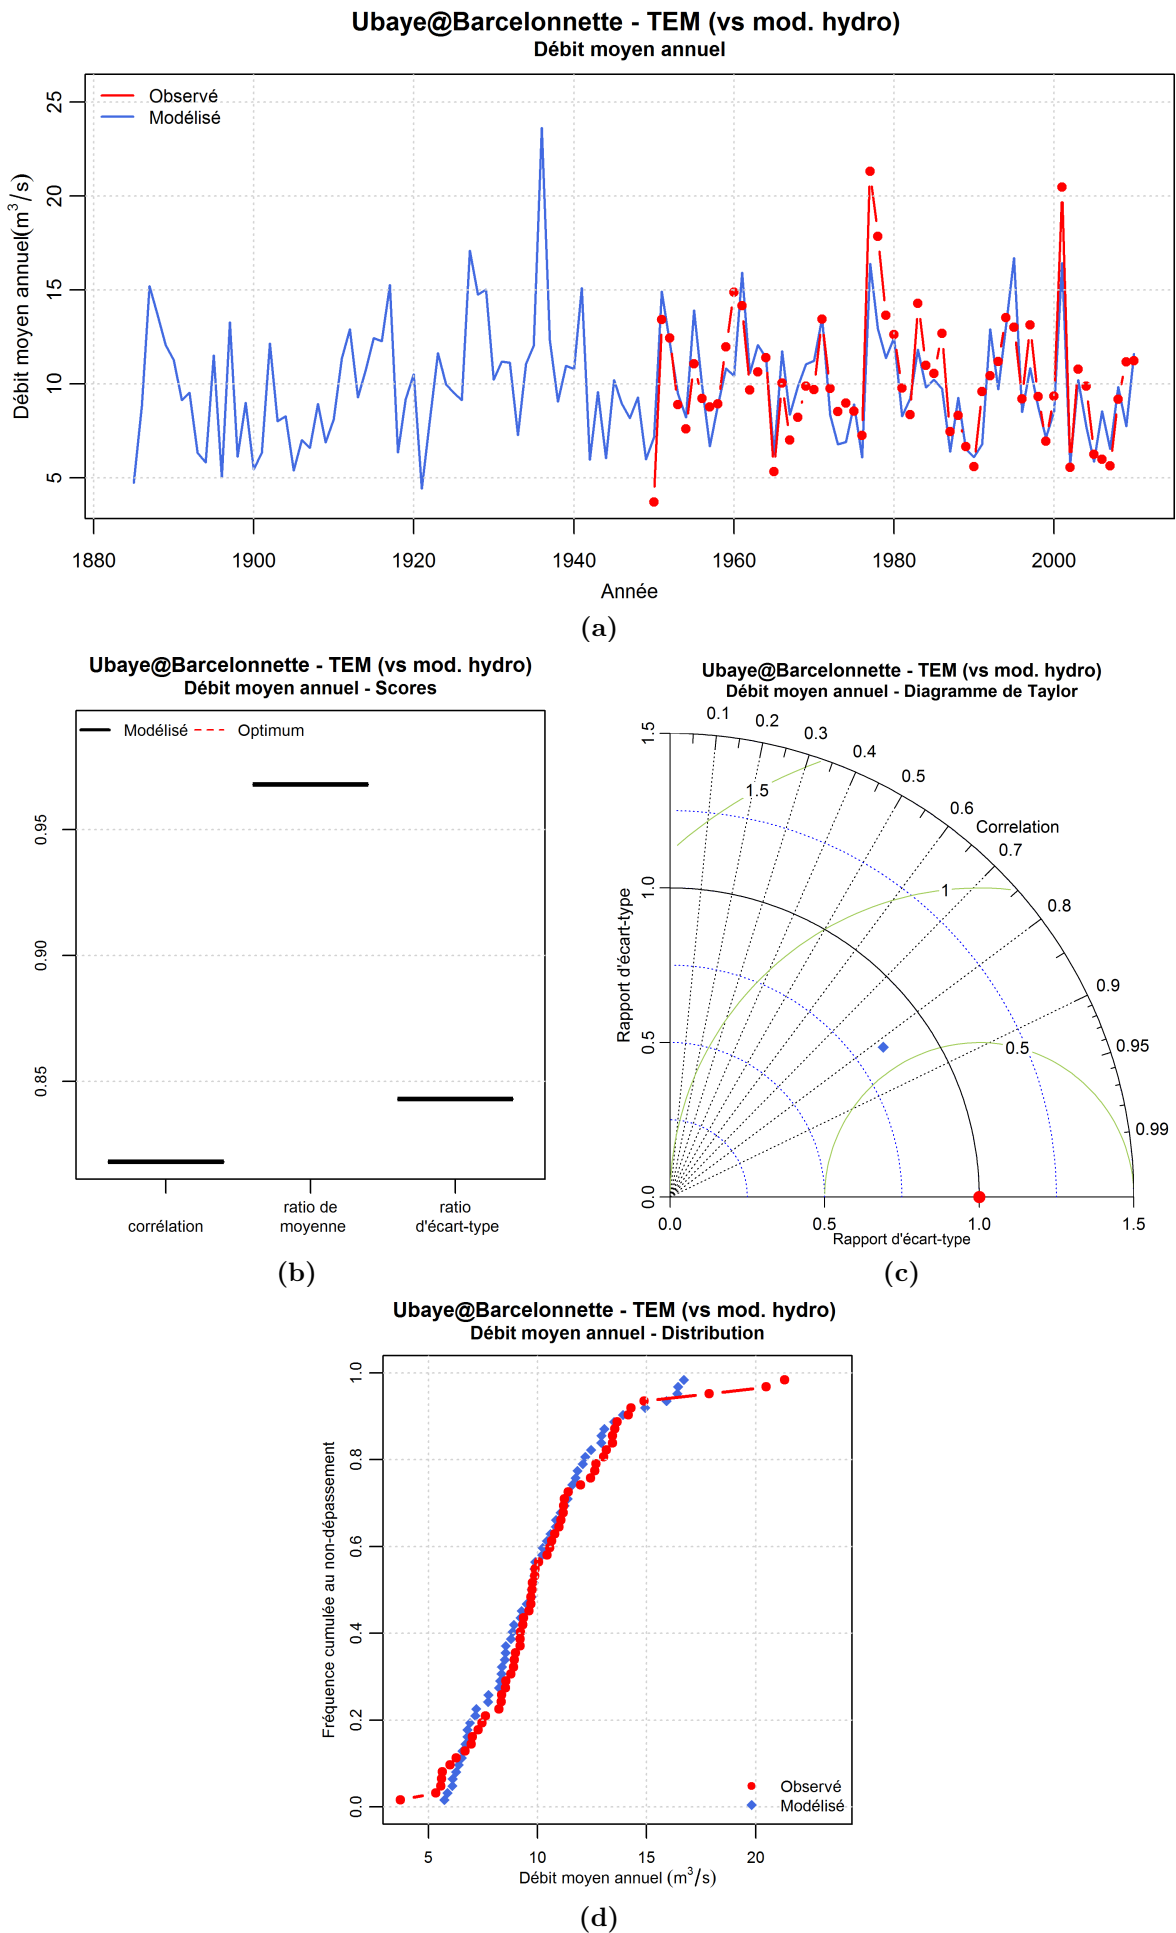 Ubaye@Barcelonnette - TEM (vs mod. hydro)
Débit moyen annuel
Observé
Modélisé
Débit moyen annuel(m³/s)
5
10
15
20
25
1880
1900
1920
1940
1960
1980
2000
Année
(a)
Ubaye@Barcelonnette - TEM (vs mod. hydro)
Débit moyen annuel - Scores
Modélisé
Optimum
0.95
0.90
0.85
corrélation
ratio de
moyenne
ratio
d'écart-type
(b)
Ubaye@Barcelonnette - TEM (vs mod. hydro)
Débit moyen annuel - Diagramme de Taylor
0.1
0.2
0.3
0.4
0.5
0.6
Correlation
0.7
0.8
0.9
0.95
0.99
1.5
1
0.5
Rapport d'écart-type
1.5
1.0
0.5
0.0
0.0
0.5
1.0
1.5
Rapport d'écart-type
(c)
Ubaye@Barcelonnette - TEM (vs mod. hydro)
Débit moyen annuel - Distribution
Fréquence cumulée au non-dépassement
1.0
0.8
0.6
0.4
0.2
0.0
Observé
Modélisé
5
10
15
20
Débit moyen annuel (m³/s)
(d)